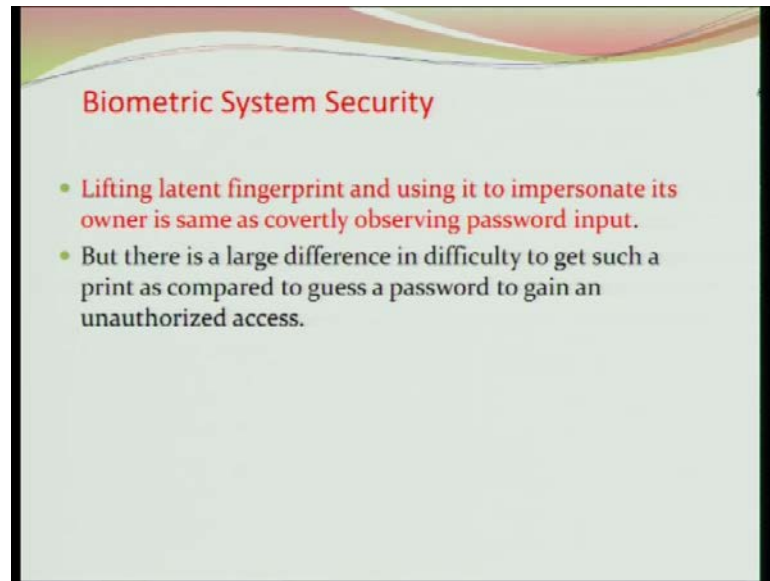 Biometric System Security
• Lifting latent fingerprint and using it to impersonate its
owner is same as covertly observing password input.
• But there is a large difference in difficulty to get such a
print as compared to guess a password to gain an
unauthorized access.